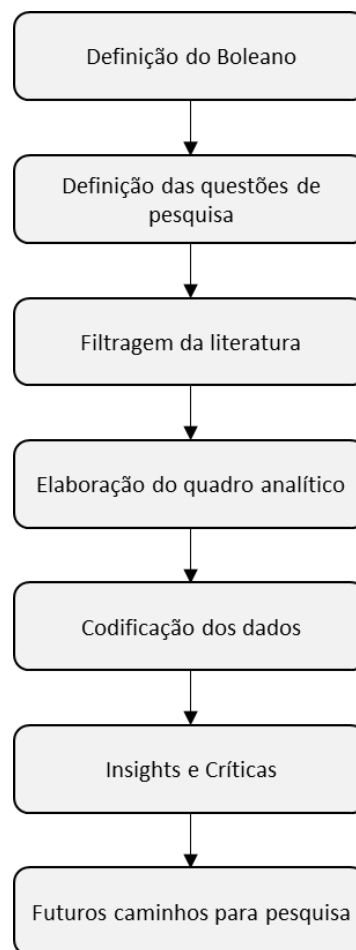 Definição do Boleano
Definição das questões de
pesquisa
Filtragem da literatura
Elaboração do quadro analítico
Codificação dos dados
Insights e Críticas
Futuros caminhos para pesquisa